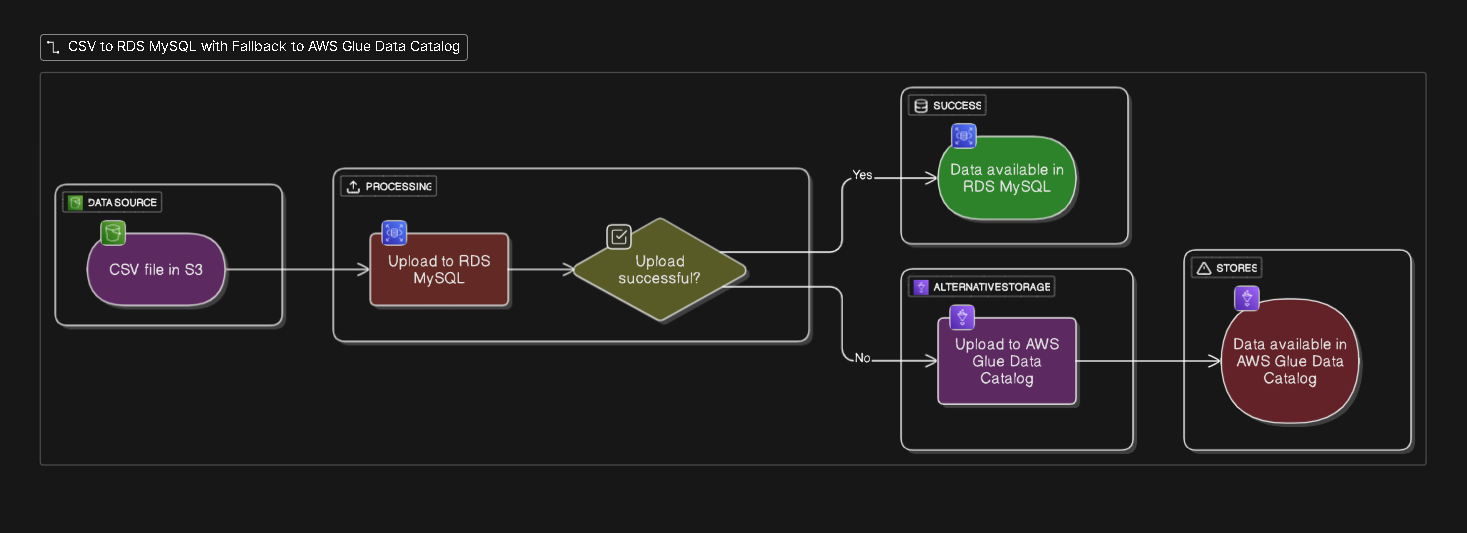 CSV to RDS MySQL with Fallback to AWS Glue Data Catalog
DATA SOURCE
CSV file in S3
PROCESSING
Upload to RDS
MySQL
Upload
successful?
Yes
No
SUCCESS
Data available in
RDS MySQL
ALTERNATIVESTORAGE
Upload to AWS
Glue Data
Catalog
STORES
Data available in
AWS Glue Data
Catalog